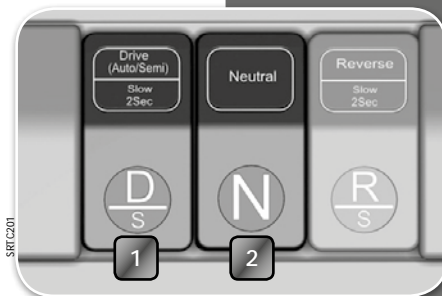 Drive
(Auto/Semi)
Slow
2Sec
Neutral
Reverse
Slow
2Sec
D
S
N
R
S
1
2
SRTC201